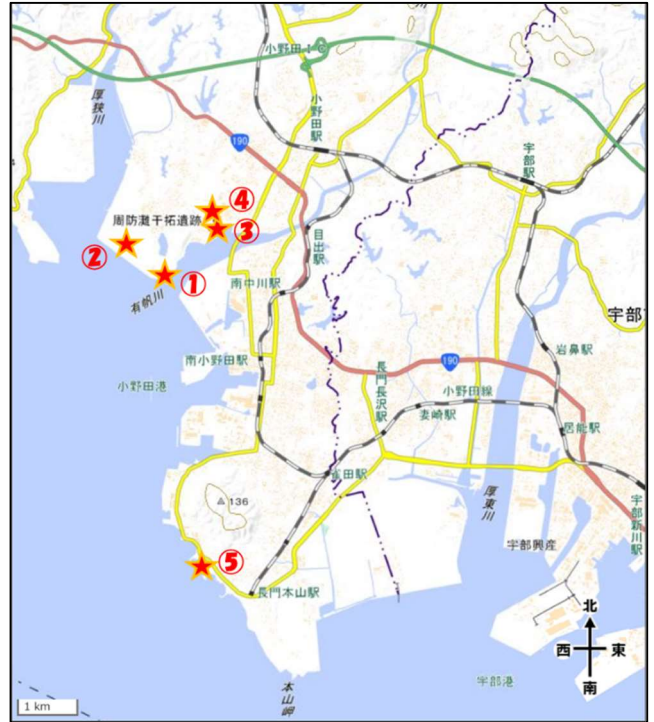 小野田IC
厚狭川
小野田駅
190
宇部駅
④
周防灘干拓遺跡
③
目出駅
②
①
有帆川
南中川駅
宇部
岩鼻駅
南小野田駅
190
小野田港
長門長沢駅
小野田線
妻崎駅
居能駅
雀田駅
136
厚東川
宇部新川駅
宇部興産
⑤
長門本山駅
北
西 東
南
宇部港
本山岬
1 km